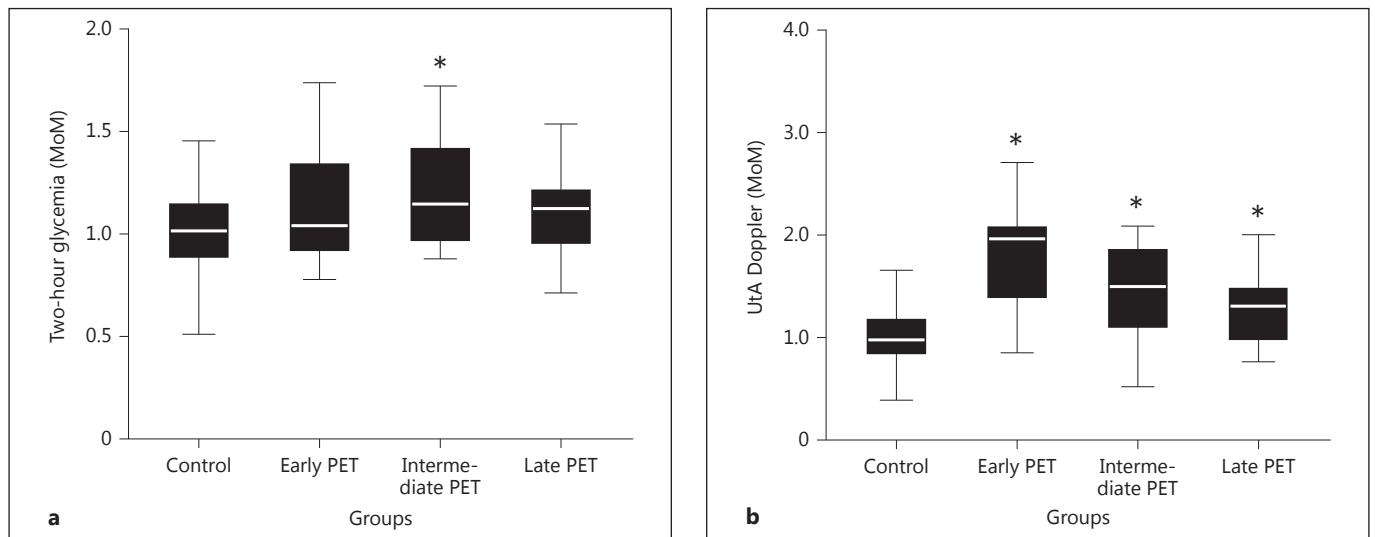 2.0
1.5
1.0
0.5
0
Two-hour glycemia (MoM)
*
Control
Early PET
Interme-
diate PET
Late PET
Groups
a
4.0
3.0
2.0
1.0
0
UtA Doppler (MoM)
*
*
*
Control
Early PET
Interme-
diate PET
Late PET
Groups
b